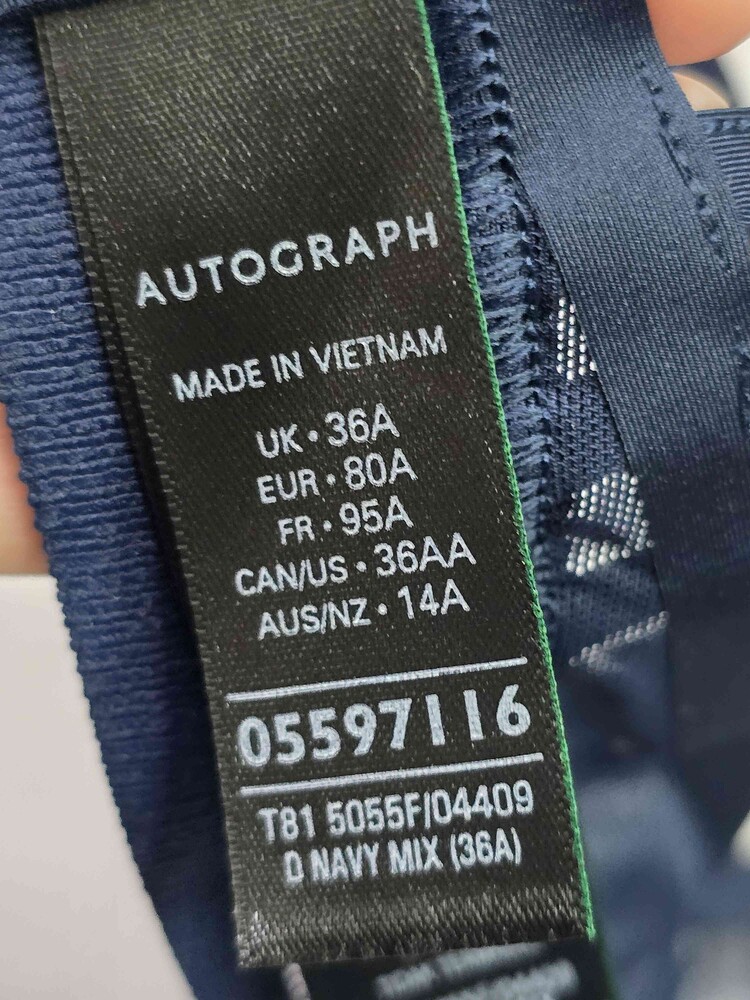 AUTOGRAPH
MADE IN VIETNAM
UK • 36A
EUR • 80A
FR • 95A
CAN/US • 36AA
AUS/NZ • 14A
05597116
T81 5055F/04409
D NAVY MIX (36A)